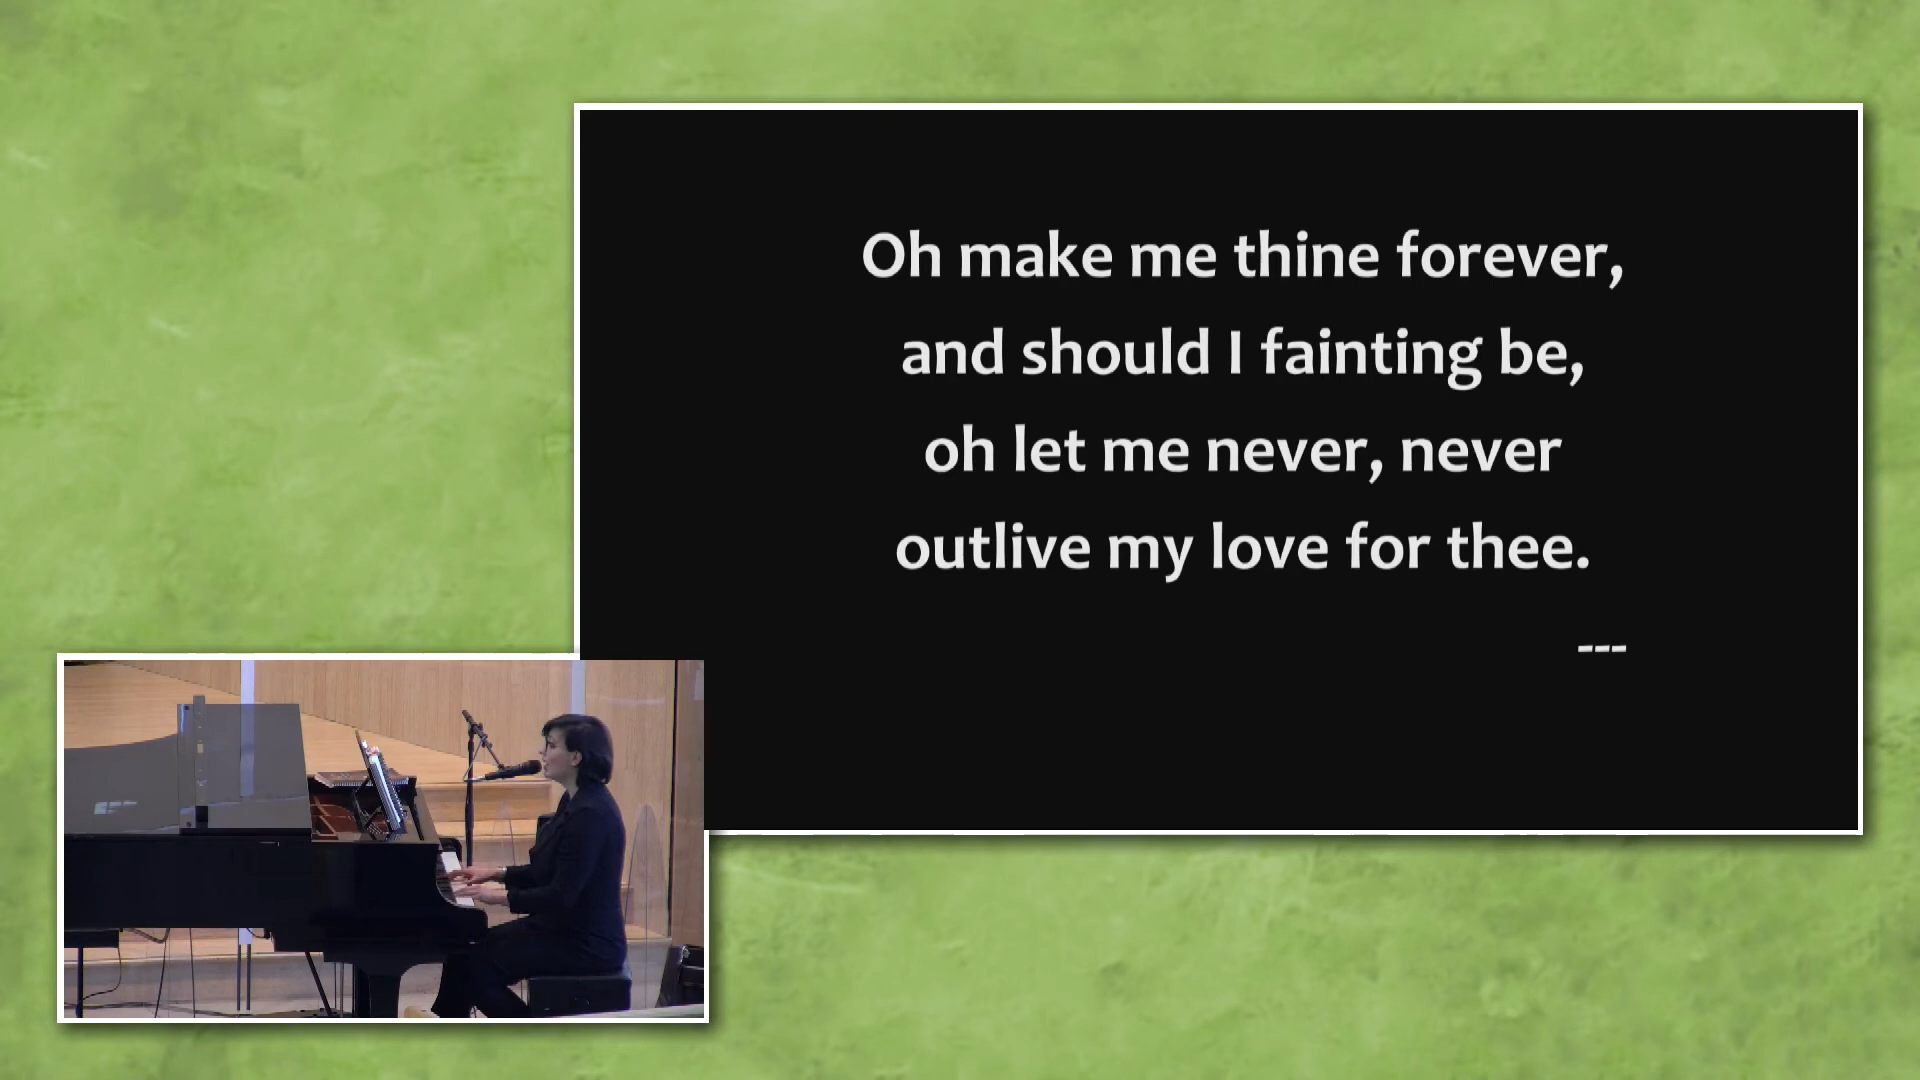 Oh make me thine forever,
and should I fainting be,
oh let me never, never
outlive my love for thee.
---